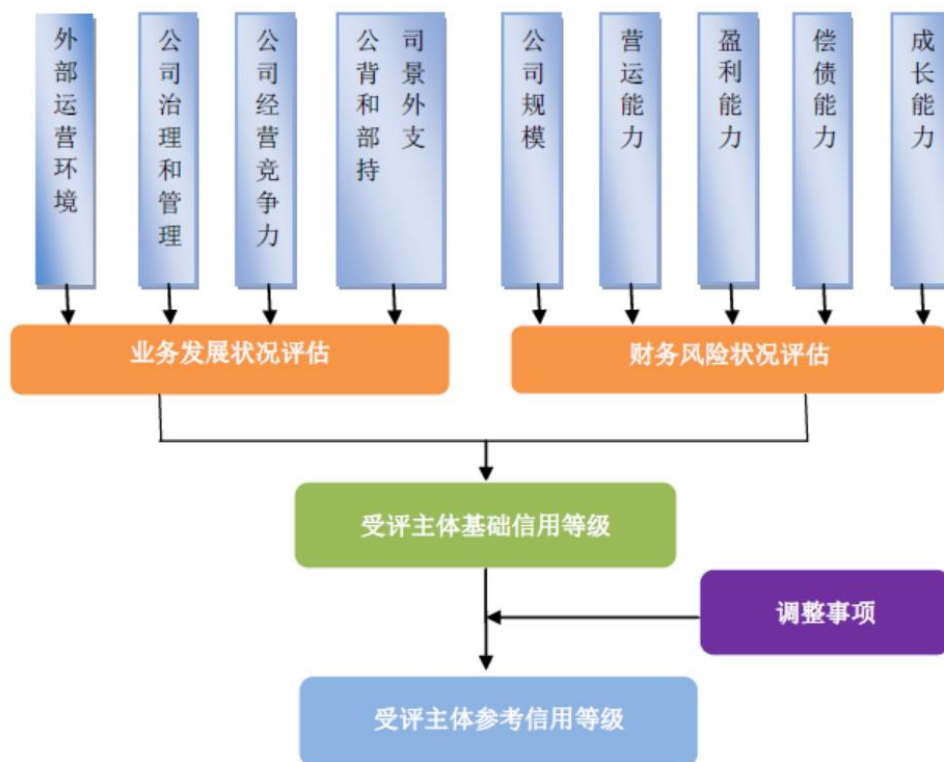 外部运营环境
公司治理和管理
公司经营竞争力
公司背景和外部支持
公司规模
营运能力
盈利能力
偿债能力
成长能力
业务发展状况评估
财务风险状况评估
受评主体基础信用等级
调整事项
受评主体参考信用等级